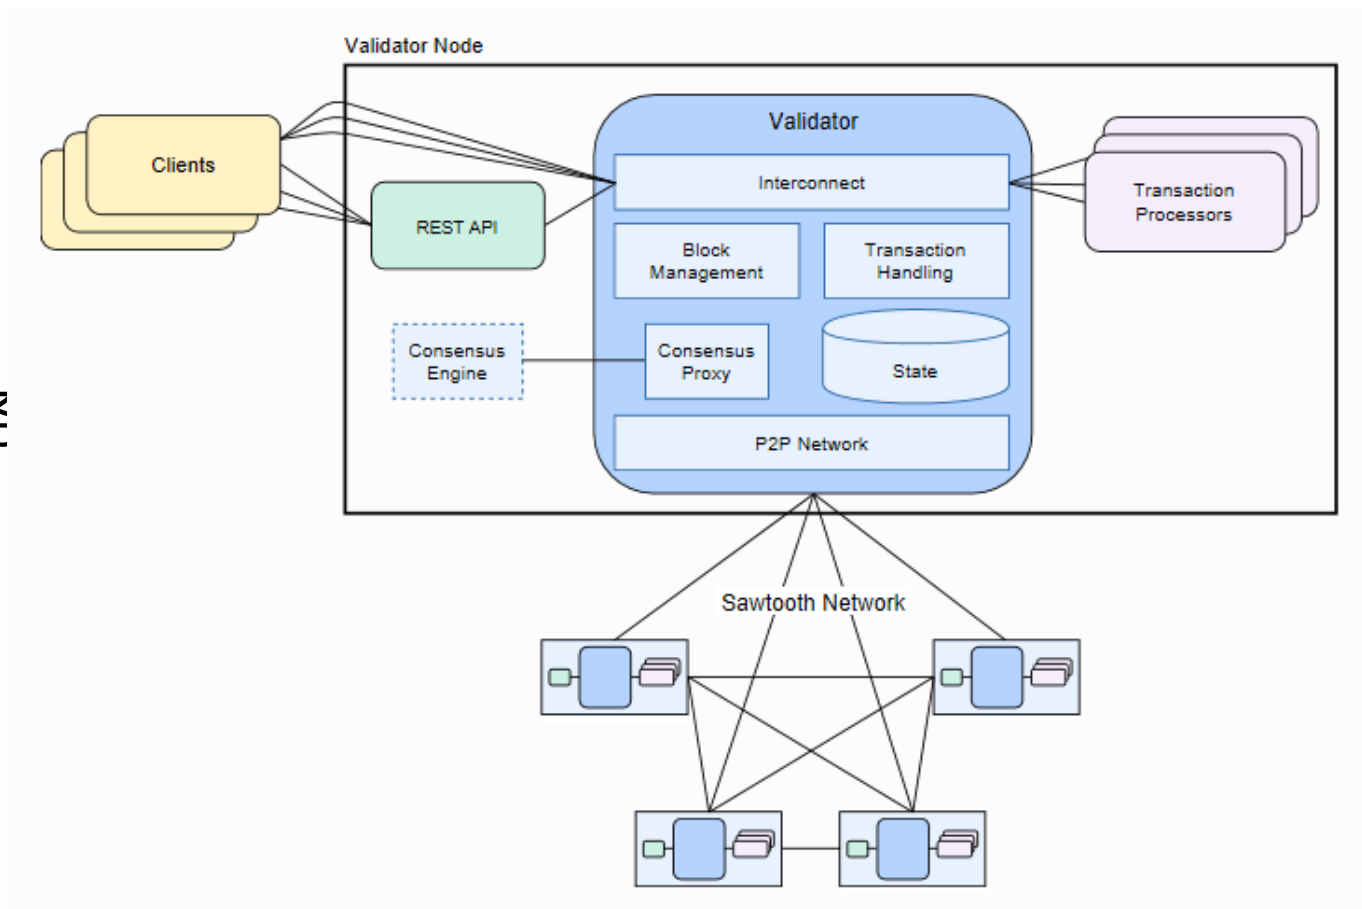 Validator Node
Validator
Clients
Interconnect
Transaction
Processors
REST API
Block
Management
Transaction
Handling
Consensus
Engine
Consensus
Proxy
State
P2P Network
Sawtooth Network